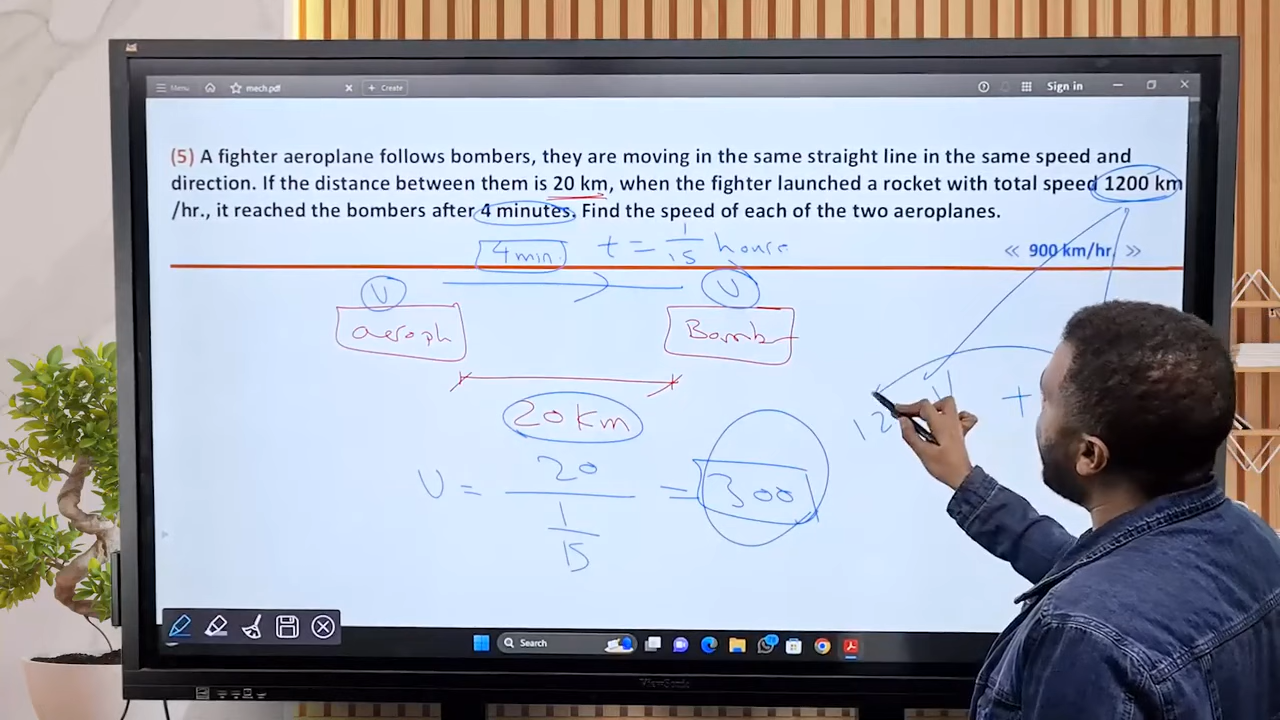 Menu
mech.pdf
Create
Sign in
(5) A fighter aeroplane follows bombers, they are moving in the same straight line in the same speed and
direction. If the distance between them is 20 km, when the fighter launched a rocket with total speed 1200 km
/hr., it reached the bombers after 4 minutes. Find the speed of each of the two aeroplanes.
<< 900 km/hr. >>
4 min. t = 1/15 hours
U U
aeroph Bomb
20 km
U = 20 / 1/15 = 300
12
+
Search
ViewSonic